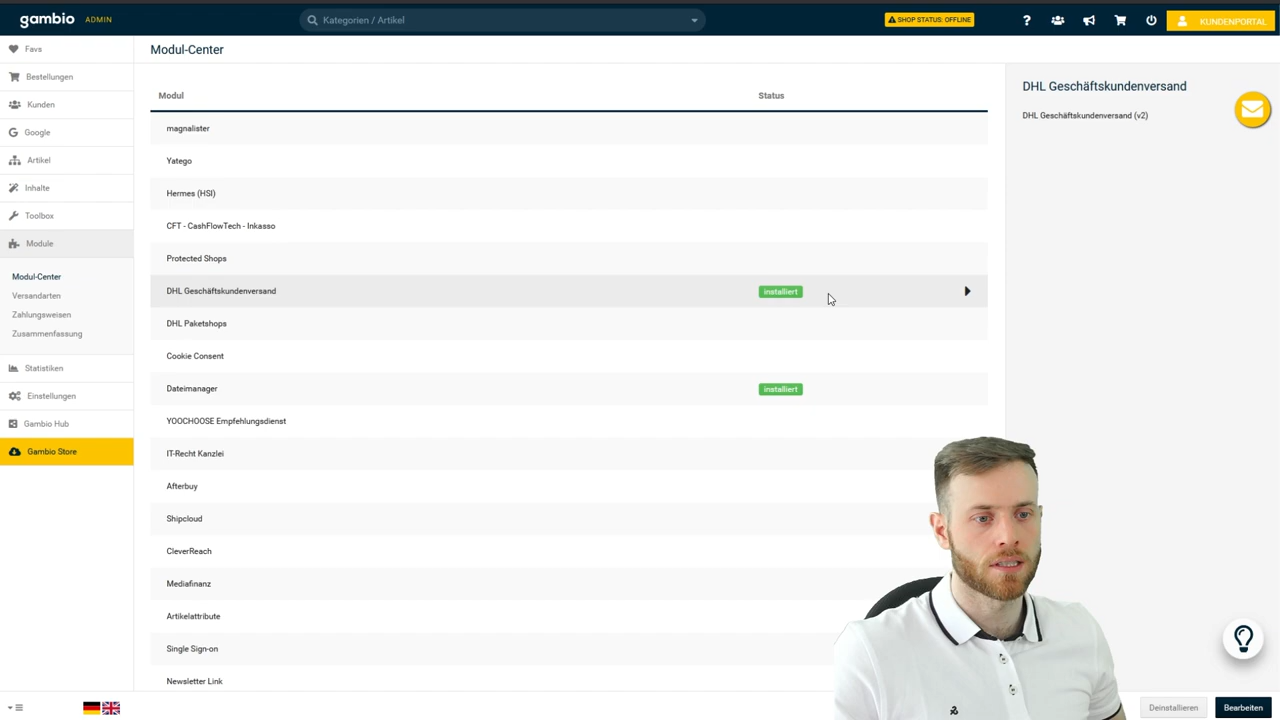 gambio ADMIN
Kategorien / Artikel
SHOP STATUS: OFFLINE
?
KUNDENPORTAL
Favs
Bestellungen
Kunden
Google
Artikel
Inhalte
Toolbox
Module
Modul-Center
Versandarten
Zahlungsweisen
Zusammenfassung
Statistiken
Einstellungen
Gambio Hub
Gambio Store
Modul-Center
Modul Status
magnalister
Yatego
Hermes (HSI)
CFT - CashFlowTech - Inkasso
Protected Shops
DHL Geschäftskundenversand installiert
DHL Paketshops
Cookie Consent
Dateimanager installiert
YOOCHOOSE Empfehlungsdienst
IT-Recht Kanzlei
Afterbuy
Shipcloud
CleverReach
Mediafinanz
Artikelattribute
Single Sign-on
Newsletter Link
DHL Geschäftskundenversand
DHL Geschäftskundenversand (v2)
Deinstallieren
Bearbeiten